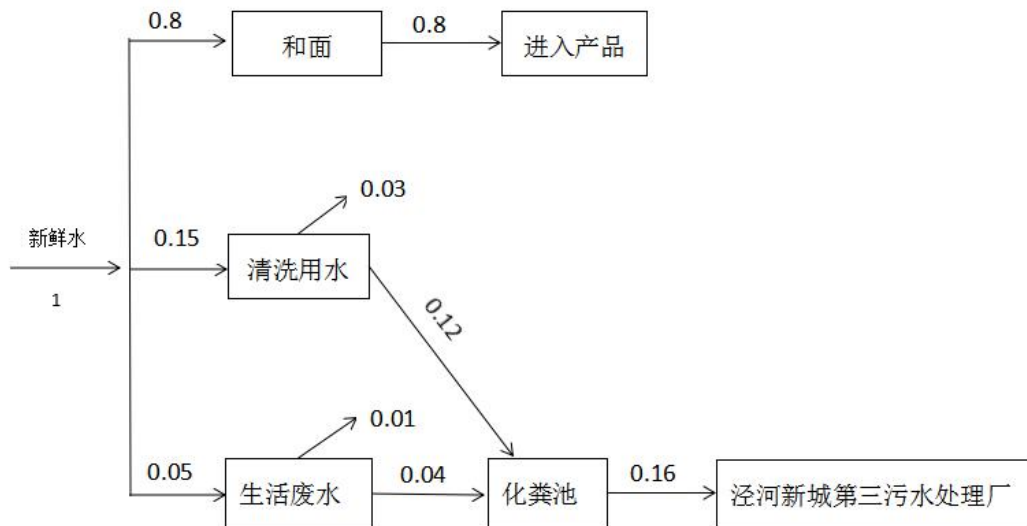 0.8
和面
0.8
进入产品
0.03
新鲜水
0.15
清洗用水
1
0.12
0.01
0.05
生活废水
0.04
化粪池
0.16
泾河新城第三污水处理厂